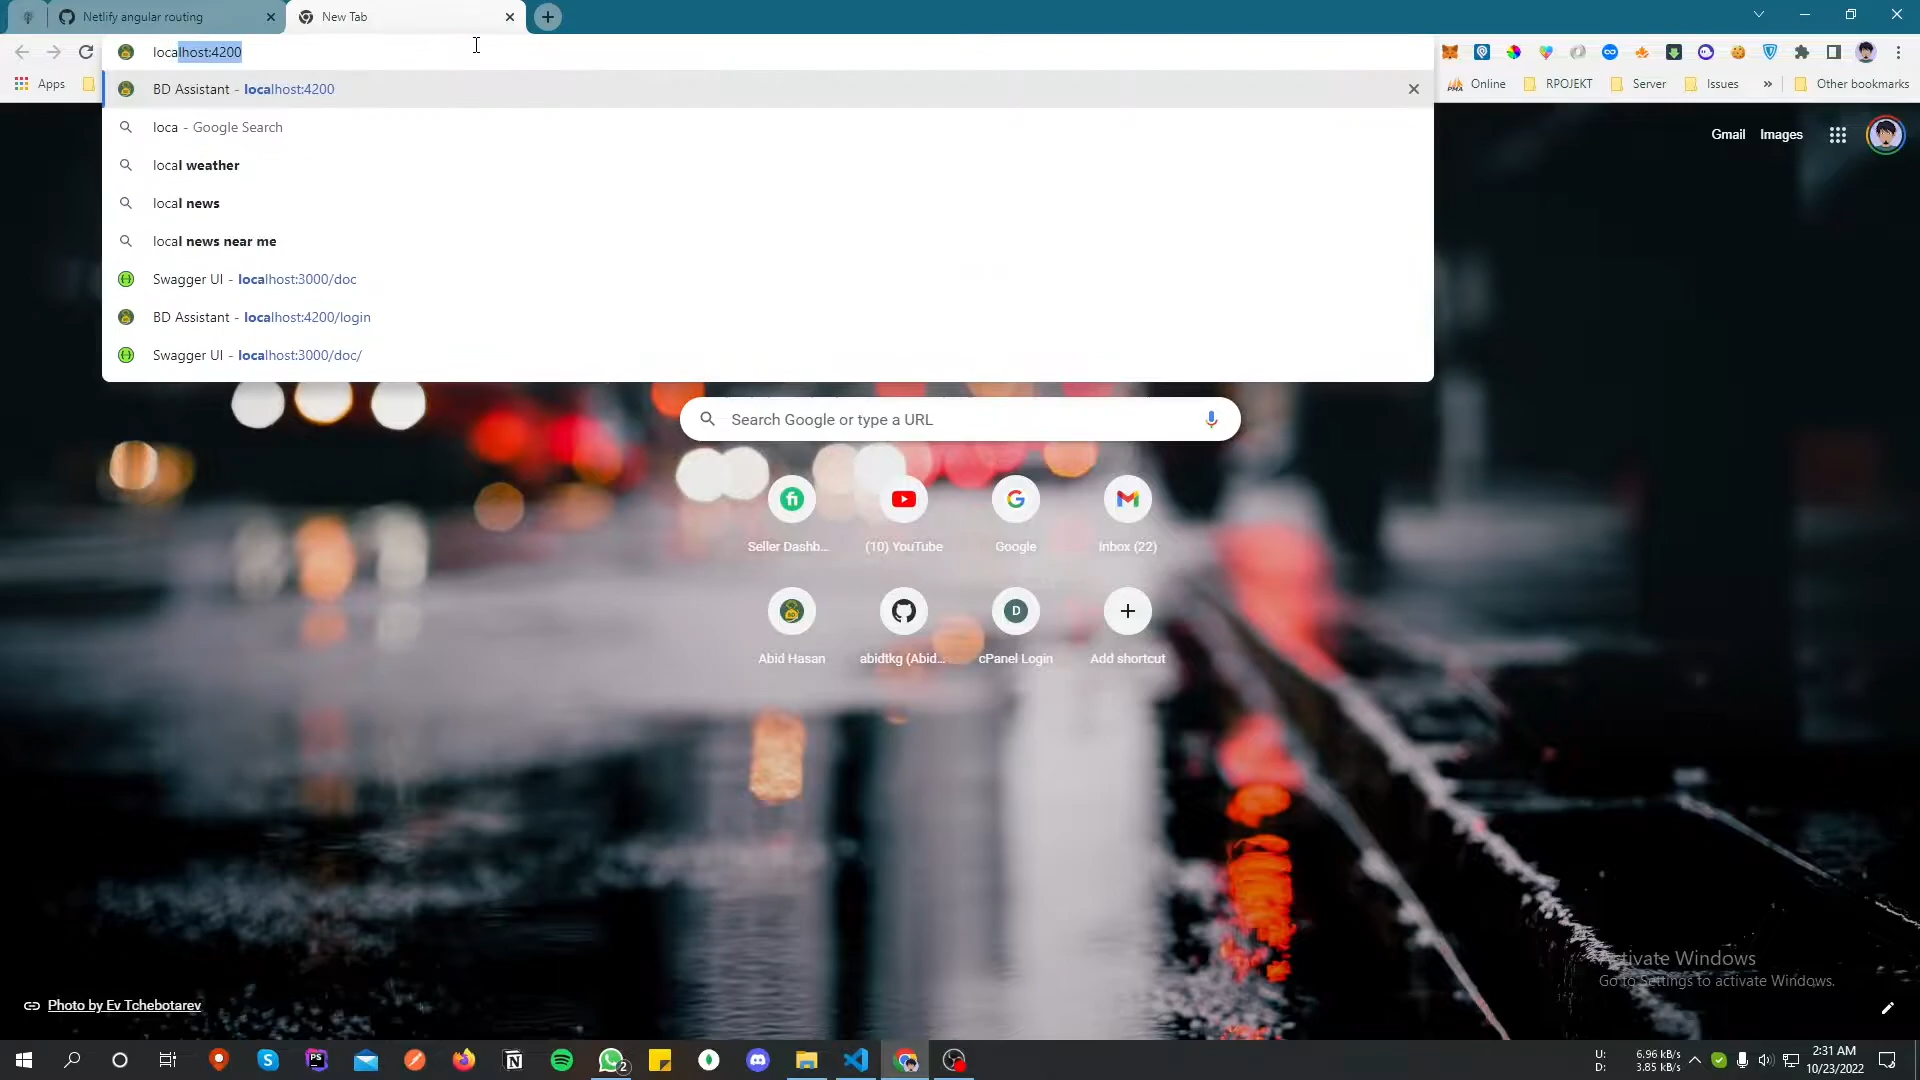 Netlify angular routing
New Tab
localhost:4200
Apps
Online
RPOJEKT
Server
Issues
»
Other bookmarks
BD Assistant - localhost:4200
loca - Google Search
local weather
local news
local news near me
Swagger UI - localhost:3000/doc
BD Assistant - localhost:4200/login
Swagger UI - localhost:3000/doc/
Gmail
Images
Search Google or type a URL
Seller Dashb...
(10) YouTube
Google
Inbox (22)
D
Abid Hasan
abidtkg (Abid...
cPanel Login
Add shortcut
Activate Windows
Go to Settings to activate Windows.
Photo by Ev Tchebotarev
PS
2
U: 6.96 kB/s
D: 3.85 kB/s
2:31 AM
10/23/2022